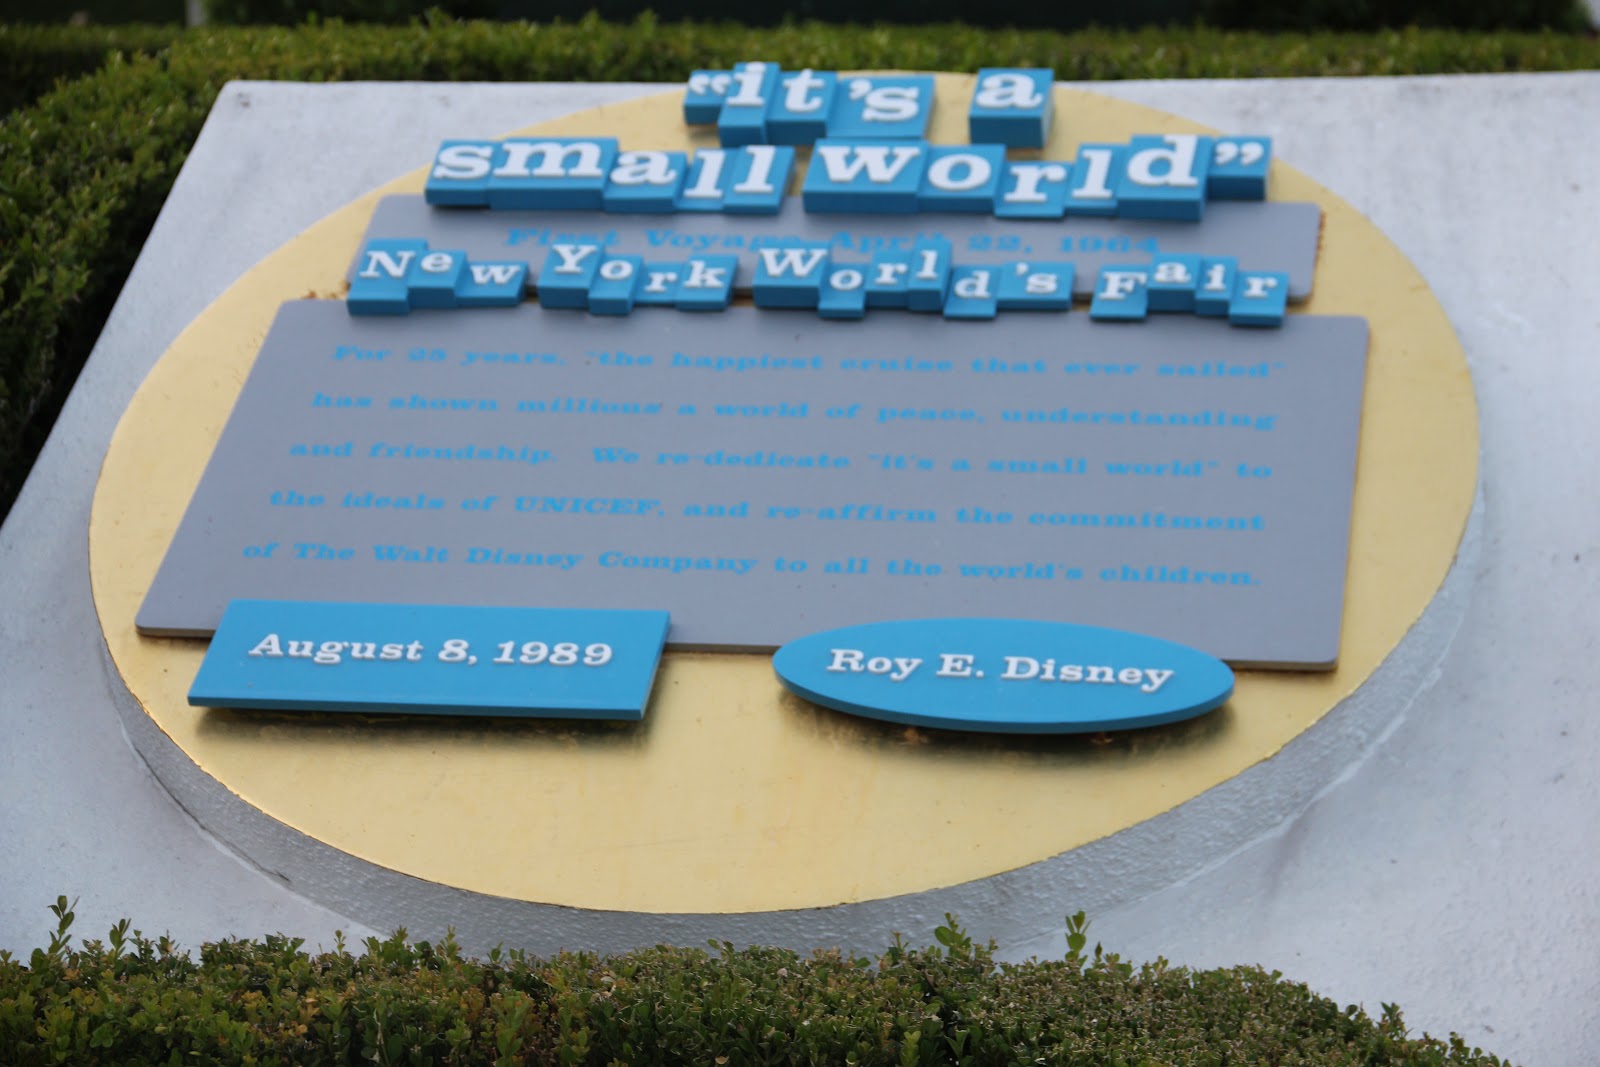 “it’s a
small world”
First Voyage April 22, 1964
New York World’s Fair
For 25 years, "the happiest cruise that ever sailed"
has shown millions a world of peace, understanding
and friendship. We re-dedicate "it's a small world" to
the ideals of UNICEF, and re-affirm the commitment
of The Walt Disney Company to all the world's children.
August 8, 1989
Roy E. Disney